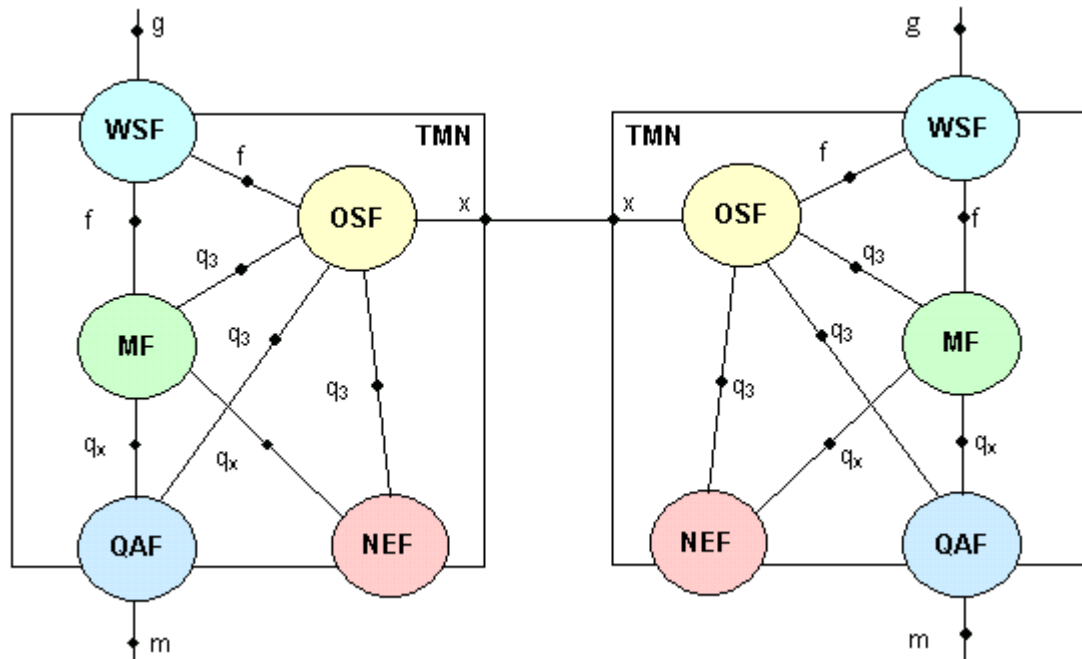 g
g
WSF
WSF
TMN
TMN
f
f
OSF
OSF
x
x
f
f
q₃
q₃
q₃
q₃
MF
MF
q₃
q₃
qₓ
qₓ
qₓ
qₓ
QAF
NEF
NEF
QAF
m
m